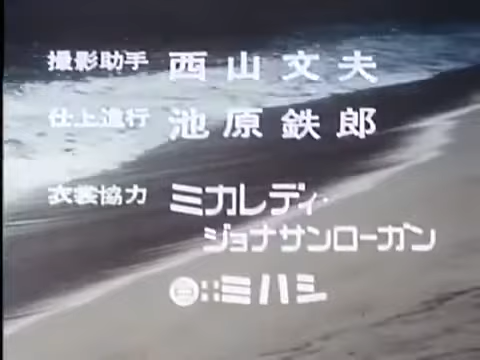 撮影助手 西山文夫
仕上進行 池原鉄郎
衣裳協力 ミカレディ・
ジョナサンローガン
ミハシ